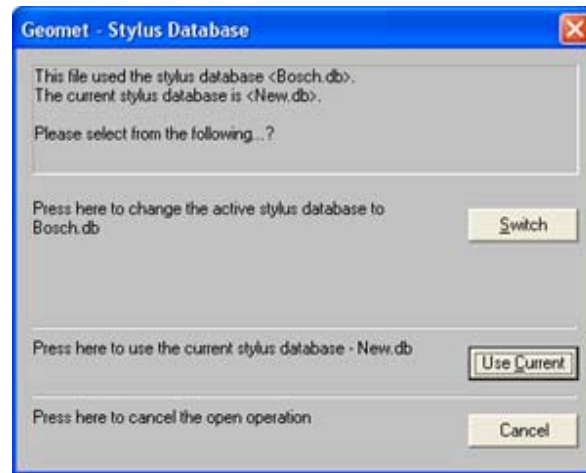 Geomet - Stylus Database
This file used the stylus database <Bosch.db>.
The current stylus database is <New.db>.
Please select from the following...?
Press here to change the active stylus database to
Bosch.db
Switch
Press here to use the current stylus database - New.db
Use Current
Press here to cancel the open operation
Cancel